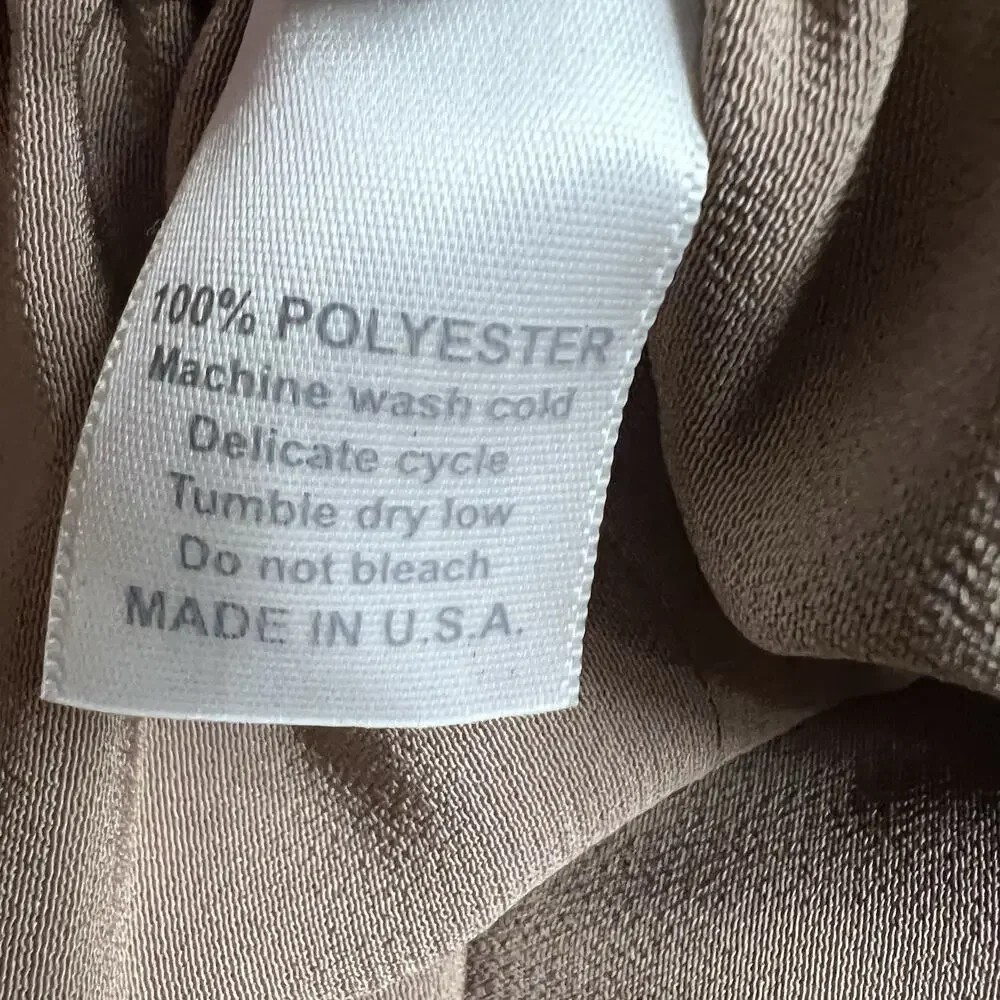 100% POLYESTER
Machine wash cold
Delicate cycle
Tumble dry low
Do not bleach
MADE IN U.S.A.